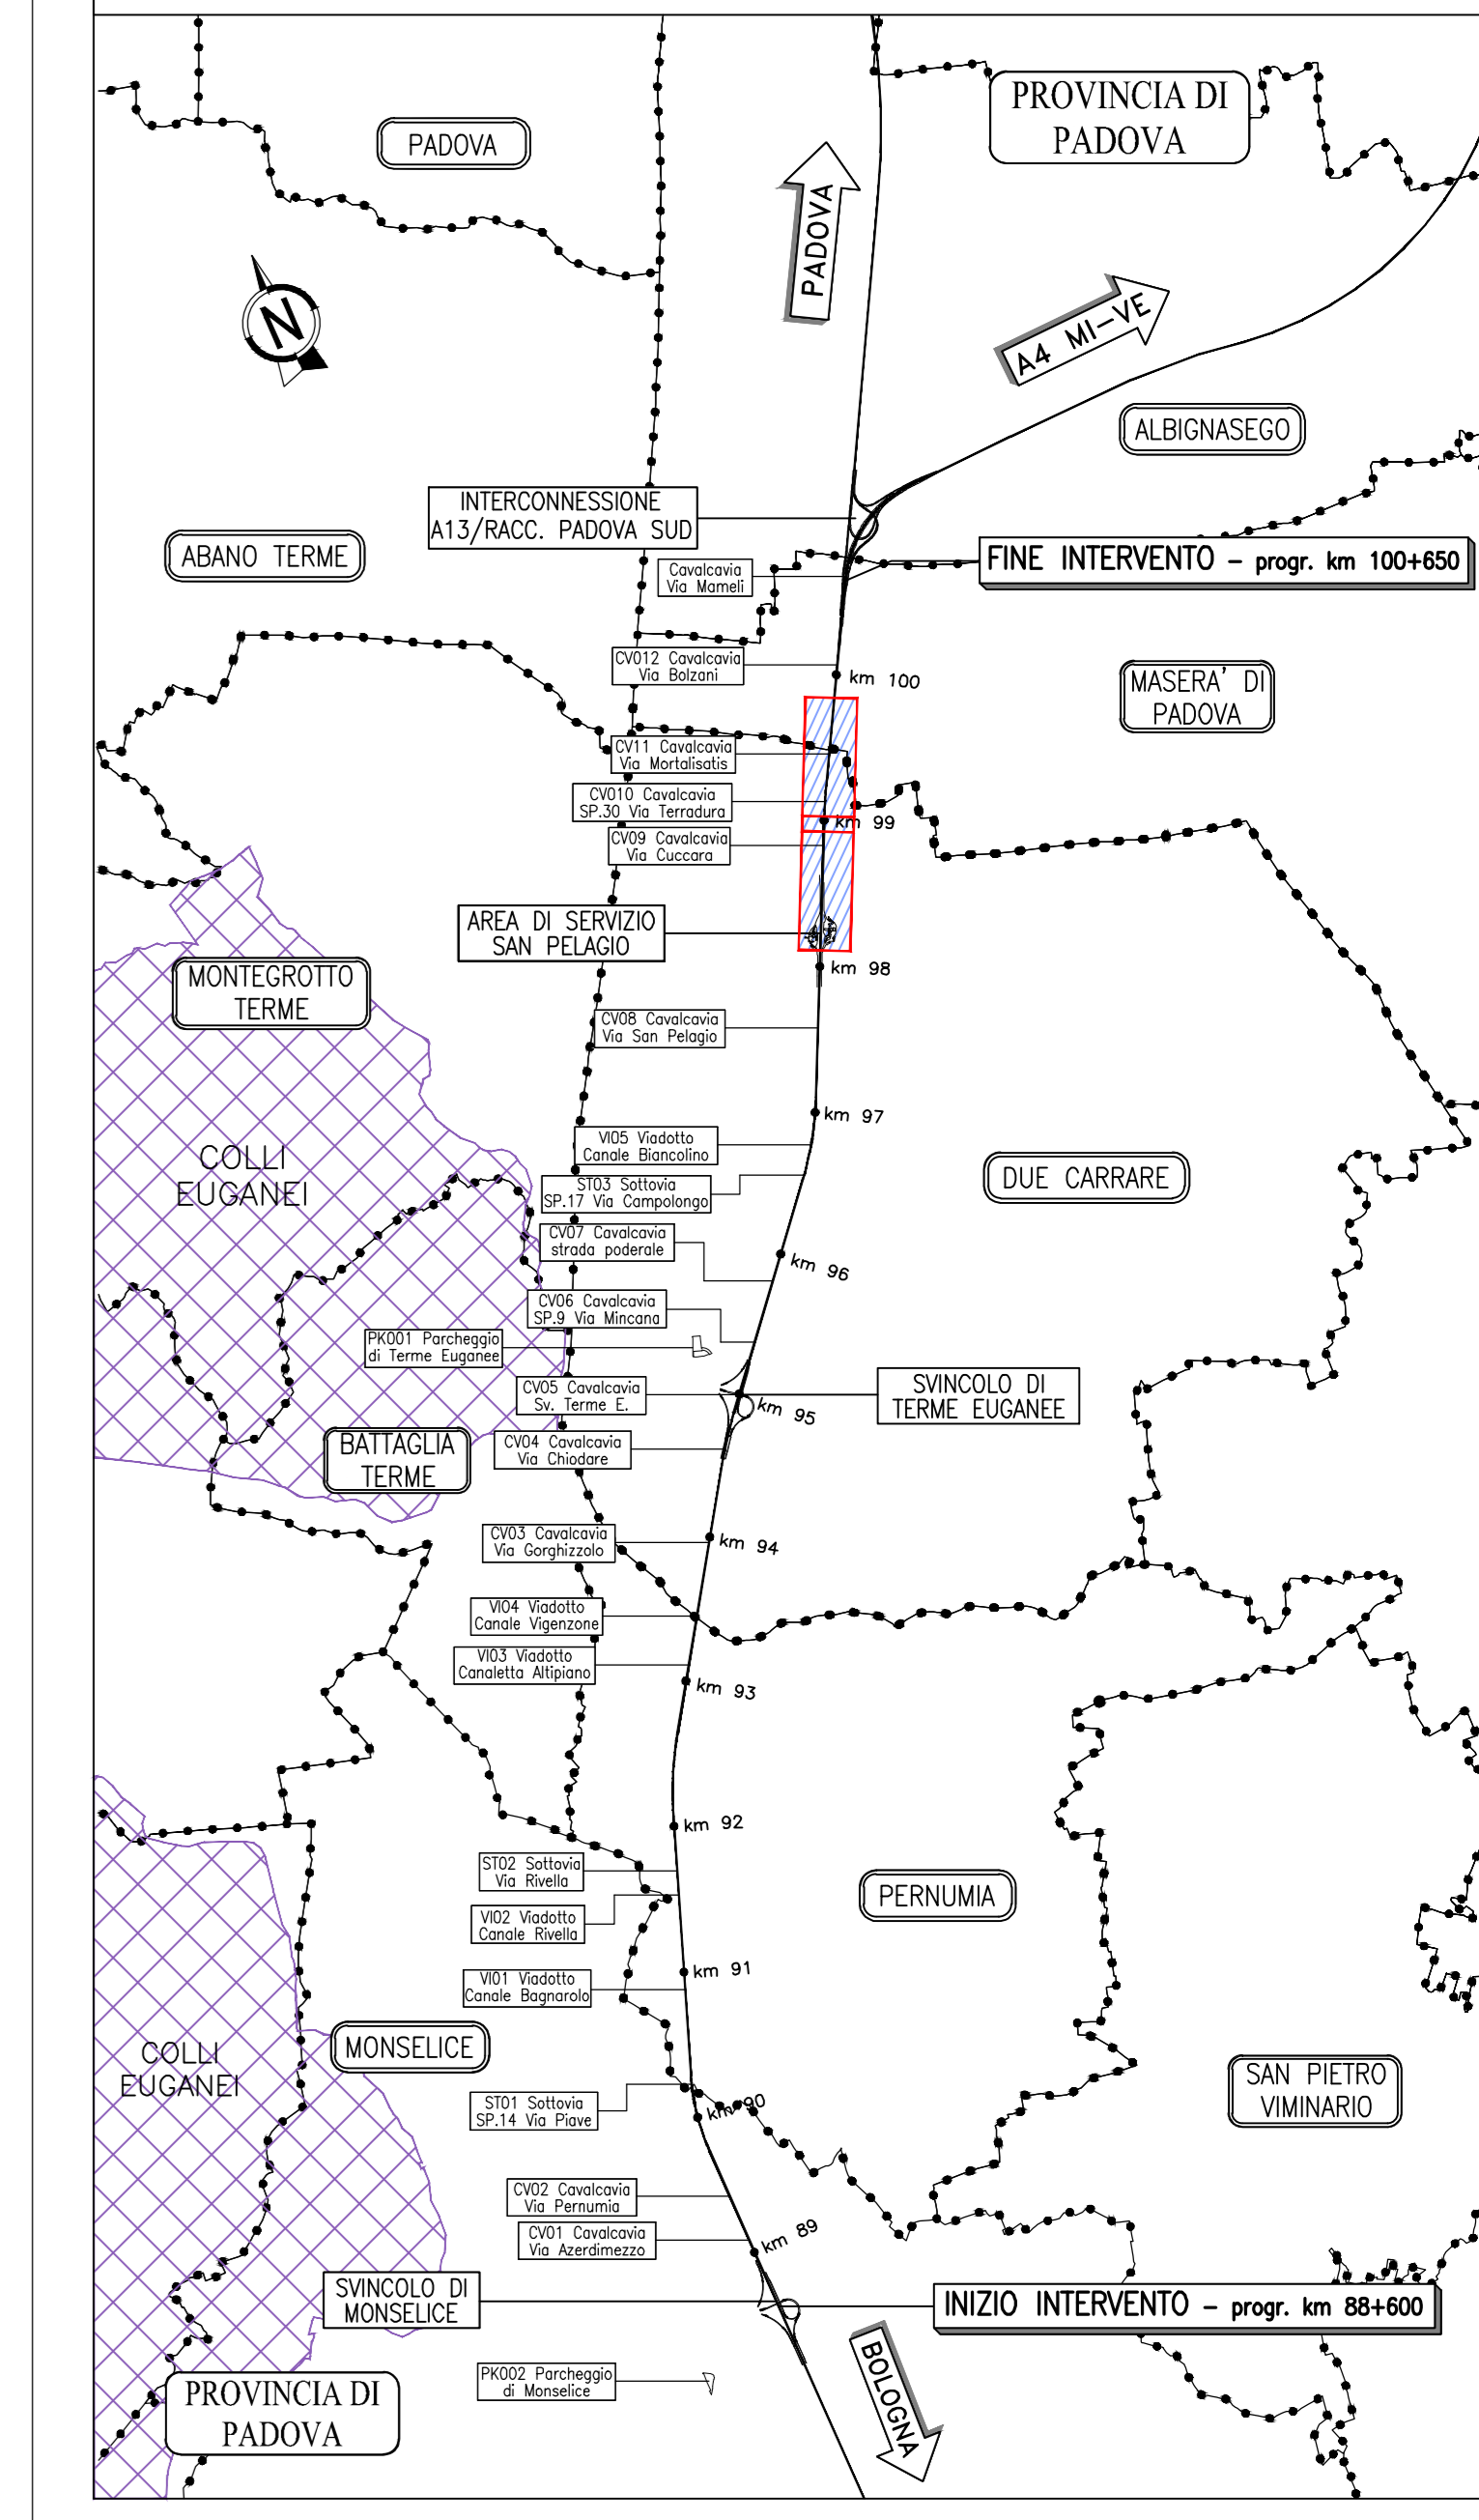 PROVINCIA DI
PADOVA
PADOVA
PADOVA
N
A4 MI-VE
ALBIGNASEGO
INTERCONNESSIONE
A13/RACC. PADOVA SUD
ABANO TERME
FINE INTERVENTO - progr. km 100+650
Cavalcavia
Via Mameli
CV012 Cavalcavia
Via Bolzani
km 100
MASERA' DI
PADOVA
CV11 Cavalcavia
Via Mortalisatis
CV010 Cavalcavia
SP.30 Via Terradura
km 99
CV09 Cavalcavia
Via Cuccara
AREA DI SERVIZIO
SAN PELAGIO
km 98
MONTEGROTTO
TERME
CV08 Cavalcavia
Via San Pelagio
km 97
VI05 Viadotto
Canale Biancolino
COLLI
EUGANEI
DUE CARRARE
ST03 Sottovia
SP.17 Via Campolongo
CV07 Cavalcavia
strada poderale
km 96
CV06 Cavalcavia
SP.9 Via Mincana
PK001 Parcheggio
di Terme Euganee
CV05 Cavalcavia
Sv. Terme E.
SVINCOLO DI
TERME EUGANEE
km 95
CV04 Cavalcavia
Via Chiodare
BATTAGLIA
TERME
CV03 Cavalcavia
Via Gorghizzolo
km 94
VI04 Viadotto
Canale Vigenzone
VI03 Viadotto
Canaletta Altipiano
km 93
km 92
ST02 Sottovia
Via Rivella
PERNUMIA
VI02 Viadotto
Canale Rivella
km 91
VI01 Viadotto
Canale Bagnarolo
MONSELICE
COLLI
EUGANEI
SAN PIETRO
VIMINARIO
ST01 Sottovia
SP.14 Via Piave
km 90
CV02 Cavalcavia
Via Pernumia
CV01 Cavalcavia
Via Azerdimezzo
km 89
SVINCOLO DI
MONSELICE
INIZIO INTERVENTO - progr. km 88+600
PK002 Parcheggio
di Monselice
BOLOGNA
PROVINCIA DI
PADOVA